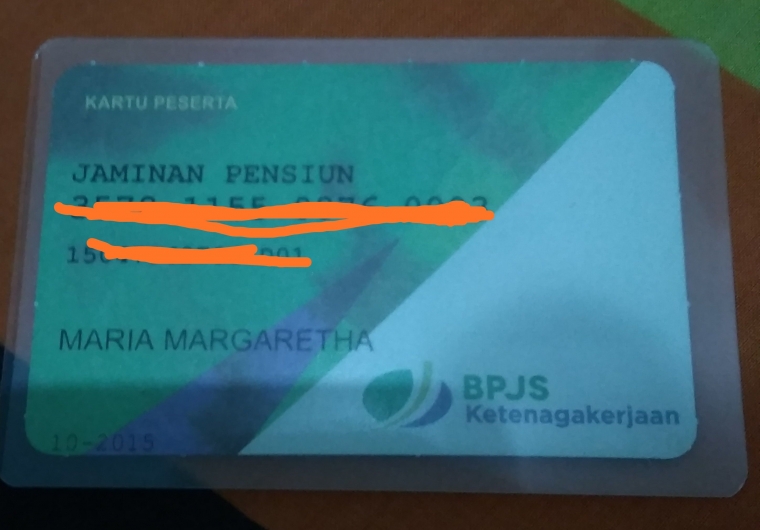 KARTU PESERTA
JAMINAN PENSIUN
MARIA MARGARETHA
BPJS
Ketenagakerjaan
10-2015